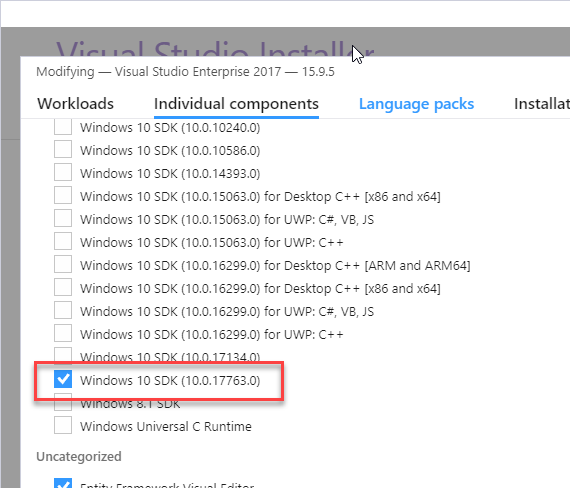 Visual Studio Installer
Modifying — Visual Studio Enterprise 2017 — 15.9.5
Workloads Individual components Language packs Installat
Windows 10 SDK (10.0.10240.0)
Windows 10 SDK (10.0.10586.0)
Windows 10 SDK (10.0.14393.0)
Windows 10 SDK (10.0.15063.0) for Desktop C++ [x86 and x64]
Windows 10 SDK (10.0.15063.0) for UWP: C#, VB, JS
Windows 10 SDK (10.0.15063.0) for UWP: C++
Windows 10 SDK (10.0.16299.0) for Desktop C++ [ARM and ARM64]
Windows 10 SDK (10.0.16299.0) for Desktop C++ [x86 and x64]
Windows 10 SDK (10.0.16299.0) for UWP: C#, VB, JS
Windows 10 SDK (10.0.16299.0) for UWP: C++
Windows 10 SDK (10.0.17134.0)
Windows 10 SDK (10.0.17763.0)
Windows 8.1 SDK
Windows Universal C Runtime
Uncategorized
Entity Framework Visual Editor